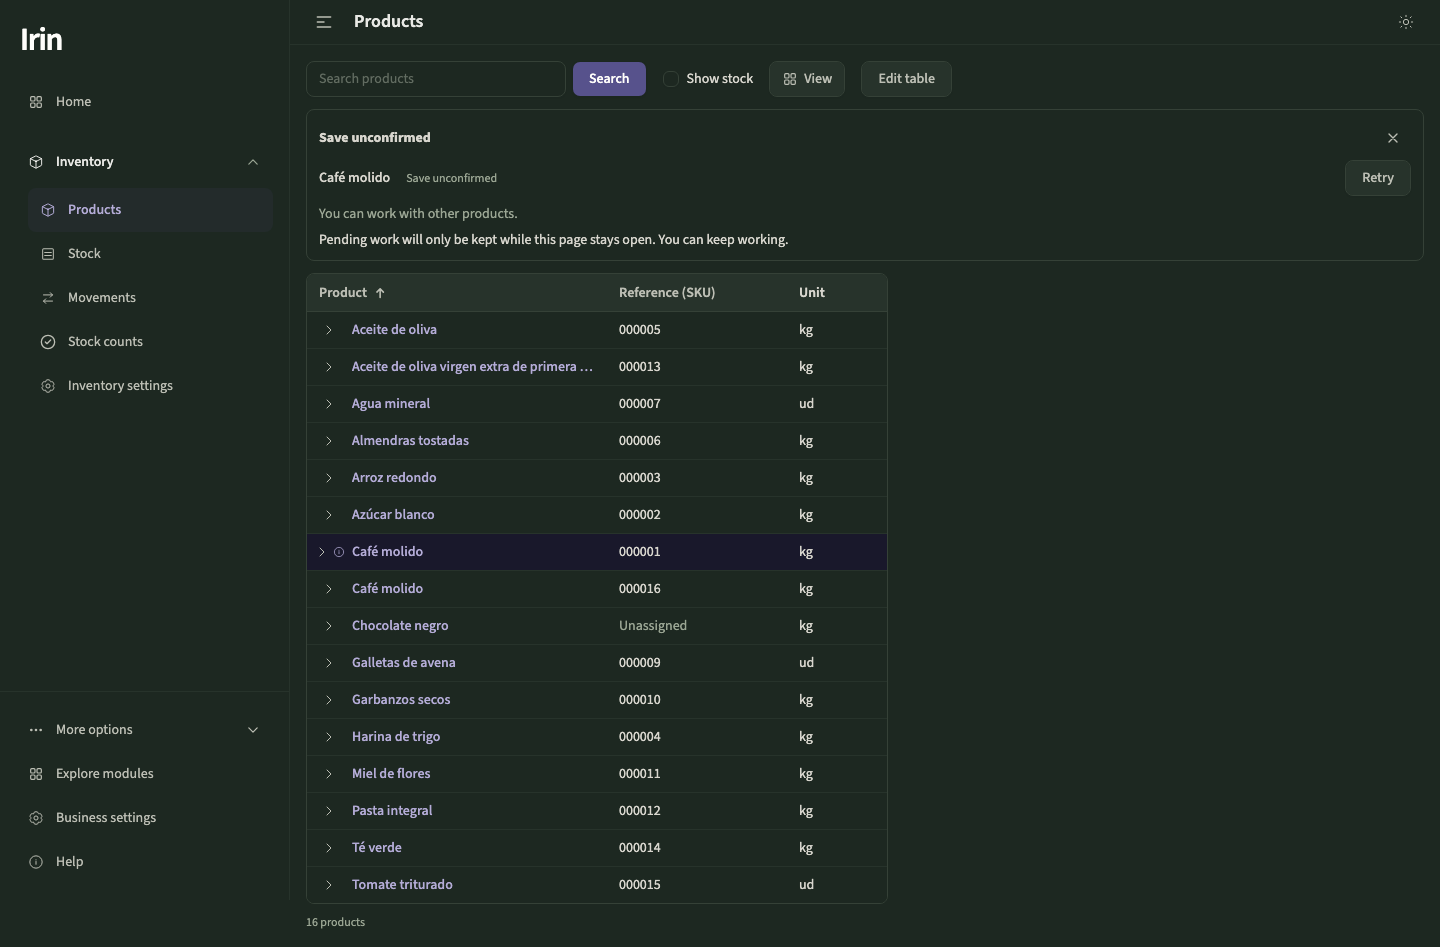 Irin
Products
Home
Inventory
Products
Stock
Movements
Stock counts
Inventory settings
More options
Explore modules
Business settings
Help
Search products
Search
Show stock
View
Edit table
Save unconfirmed
Café molido Save unconfirmed
Retry
You can work with other products.
Pending work will only be kept while this page stays open. You can keep working.
Product Reference (SKU) Unit
Aceite de oliva 000005 kg
Aceite de oliva virgen extra de primera ... 000013 kg
Agua mineral 000007 ud
Almendras tostadas 000006 kg
Arroz redondo 000003 kg
Azúcar blanco 000002 kg
Café molido 000001 kg
Café molido 000016 kg
Chocolate negro Unassigned kg
Galletas de avena 000009 ud
Garbanzos secos 000010 kg
Harina de trigo 000004 kg
Miel de flores 000011 kg
Pasta integral 000012 kg
Té verde 000014 kg
Tomate triturado 000015 ud
16 products